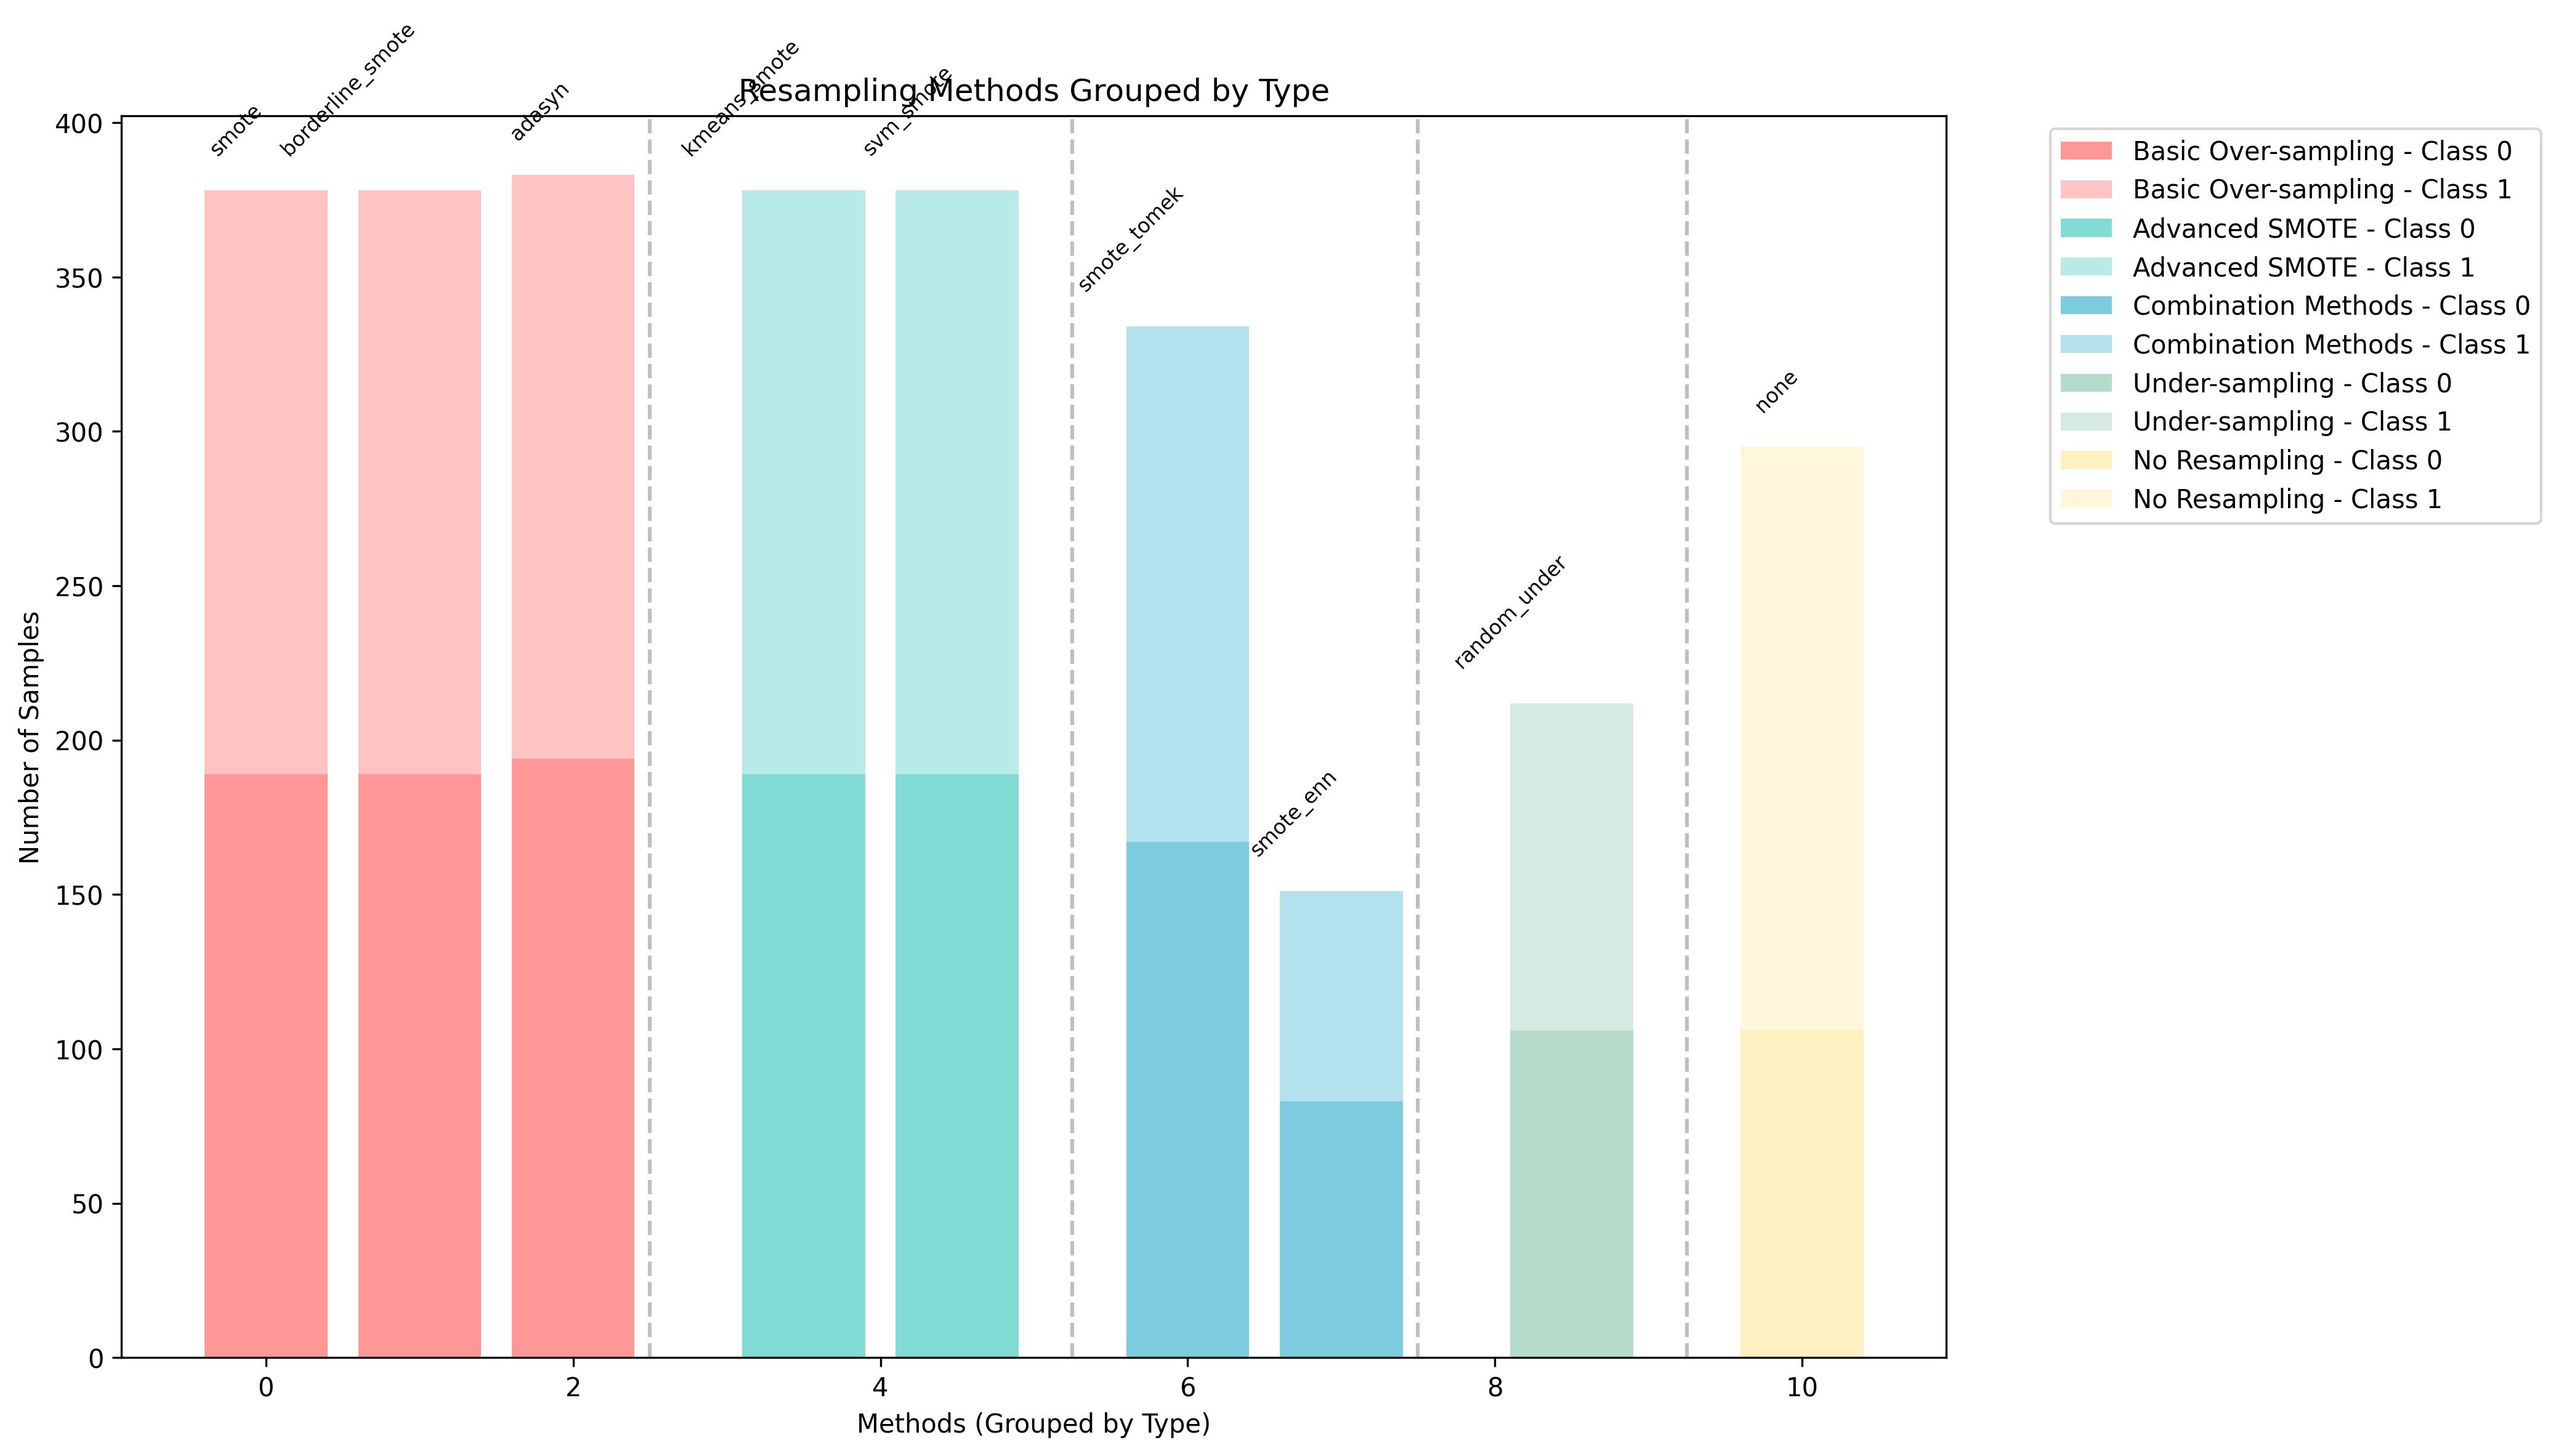 Resampling Methods Grouped by Type
smote
borderline_smote
adasyn
kmeans_smote
svm_smote
smote_tomek
smote_enn
random_under
none
Number of Samples
400
350
300
250
200
150
100
50
0
0 2 4 6 8 10
Methods (Grouped by Type)
Basic Over-sampling - Class 0
Basic Over-sampling - Class 1
Advanced SMOTE - Class 0
Advanced SMOTE - Class 1
Combination Methods - Class 0
Combination Methods - Class 1
Under-sampling - Class 0
Under-sampling - Class 1
No Resampling - Class 0
No Resampling - Class 1